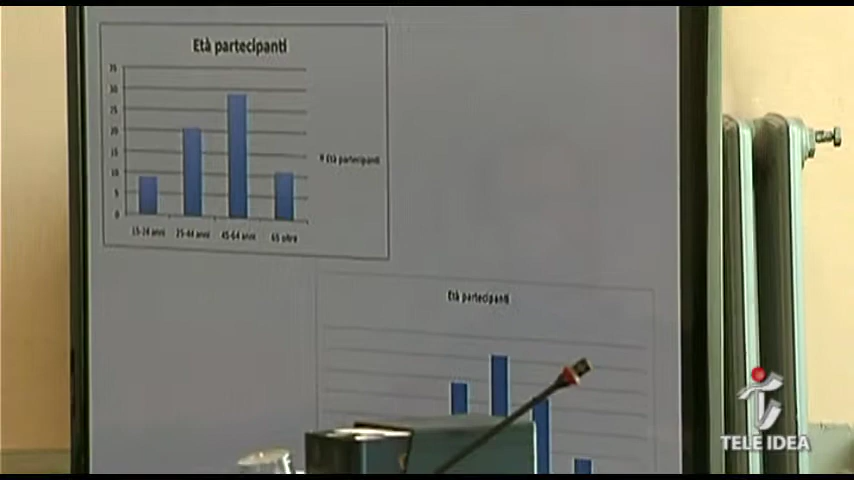 Età partecipanti
35
30
25
20
15
10
5
0
15-24 anni
25-44 anni
45-64 anni
65 oltre
Età partecipanti
Età partecipanti
TELE IDEA